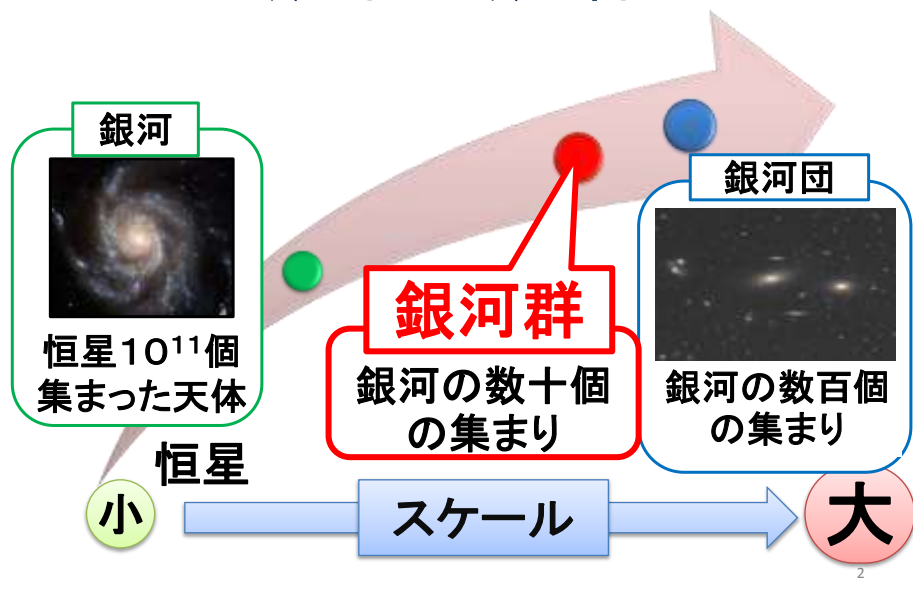 銀河
恒星10¹¹個
集まった天体
銀河群
銀河の数十個
の集まり
銀河団
銀河の数百個
の集まり
恒星
小
スケール
大
2